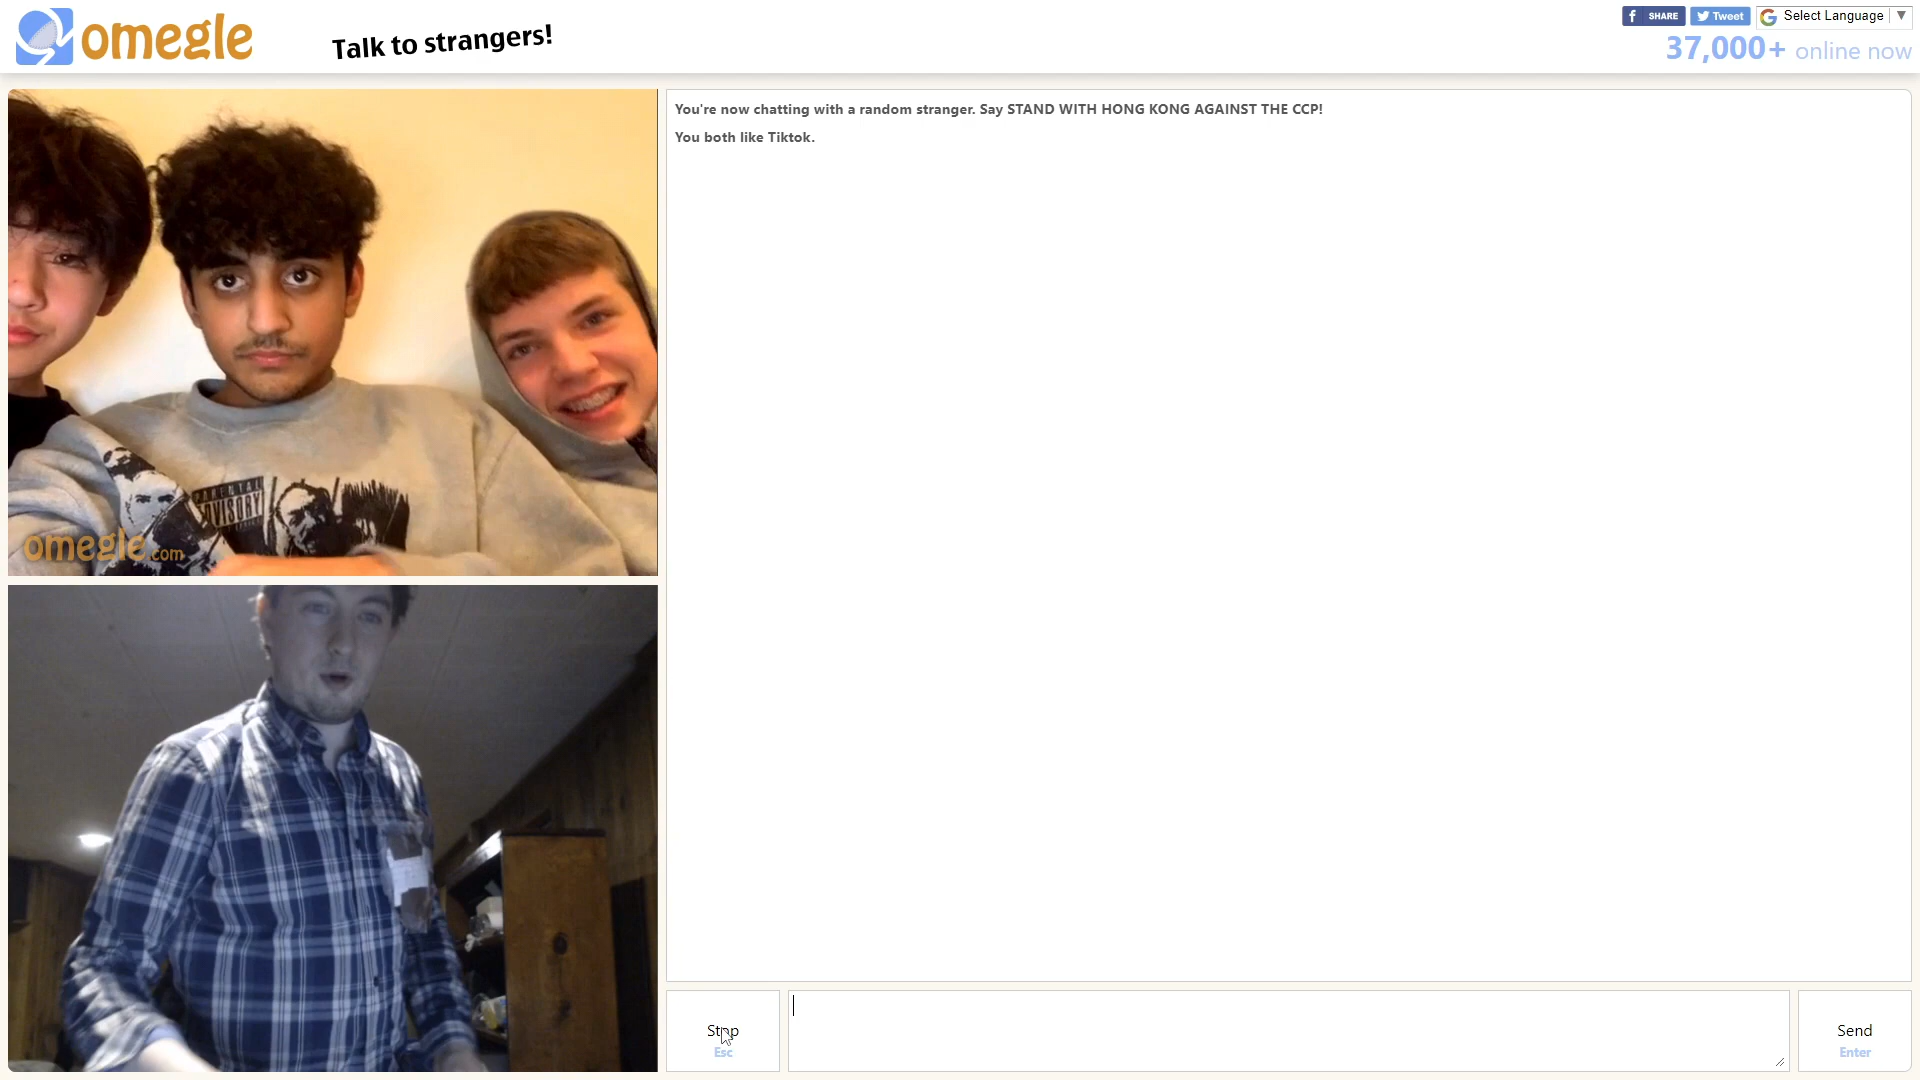 omegle
Talk to strangers!
SHARE
Tweet
Select Language
37,000+ online now
You're now chatting with a random stranger. Say STAND WITH HONG KONG AGAINST THE CCP!
You both like Tiktok.
PARENTAL
ADVISORY
omegle.com
Stop
Esc
Send
Enter